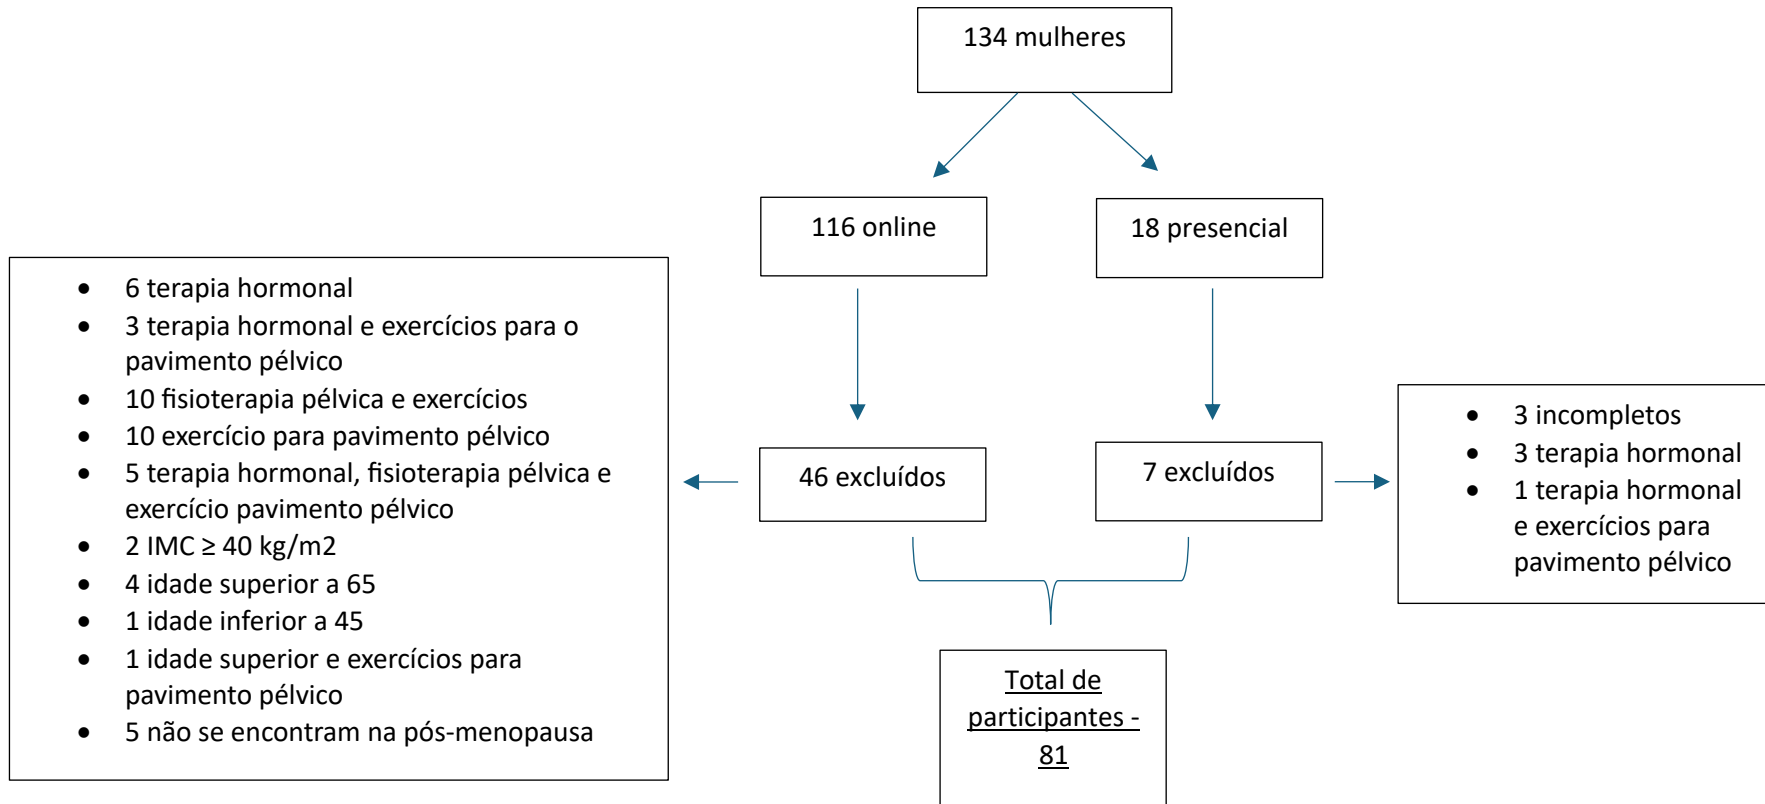 134 mulheres
116 online
18 presencial
• 6 terapia hormonal
• 3 terapia hormonal e exercícios para o
pavimento pélvico
• 10 fisioterapia pélvica e exercícios
• 10 exercício para pavimento pélvico
• 5 terapia hormonal, fisioterapia pélvica e
exercício pavimento pélvico
• 2 IMC ≥ 40 kg/m2
• 4 idade superior a 65
• 1 idade inferior a 45
• 1 idade superior e exercícios para
pavimento pélvico
• 5 não se encontram na pós-menopausa
46 excluídos
7 excluídos
• 3 incompletos
• 3 terapia hormonal
• 1 terapia hormonal
e exercícios para
pavimento pélvico
Total de
participantes -
81